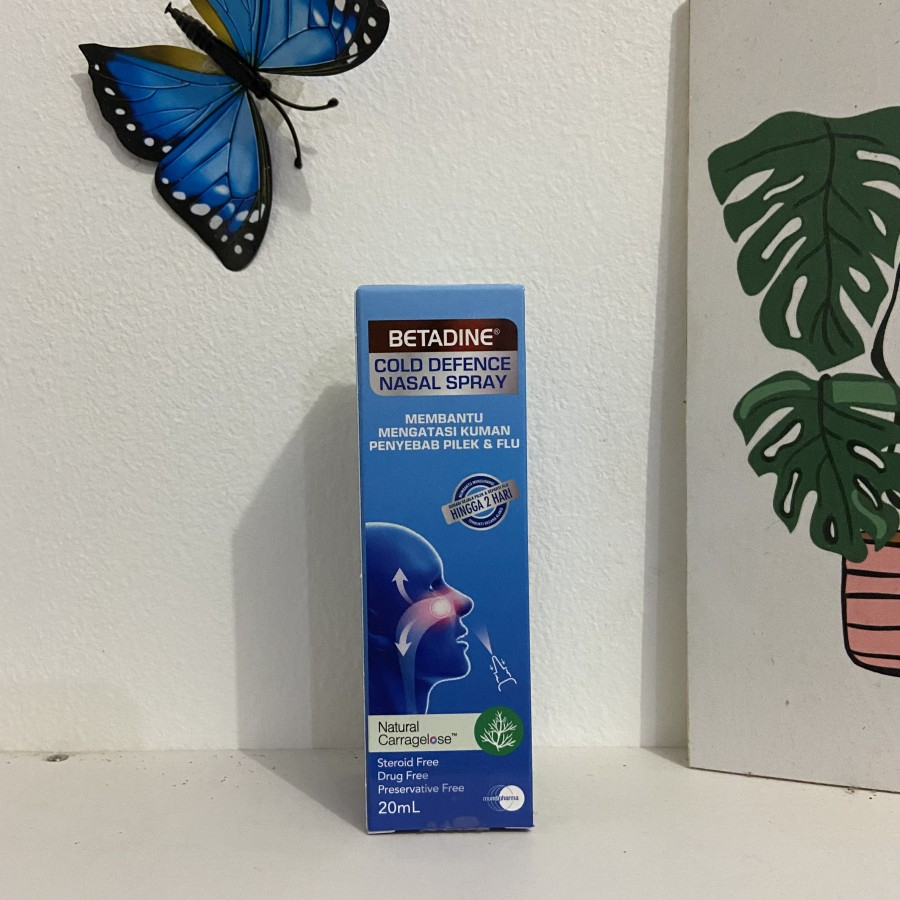 BETADINE®
COLD DEFENCE
NASAL SPRAY
MEMBANTU
MENGATASI KUMAN
PENYEBAB PILEK & FLU
HINGGA 2 HARI
Natural
Carragelose™
Steroid Free
Drug Free
Preservative Free
20mL
mundipharma